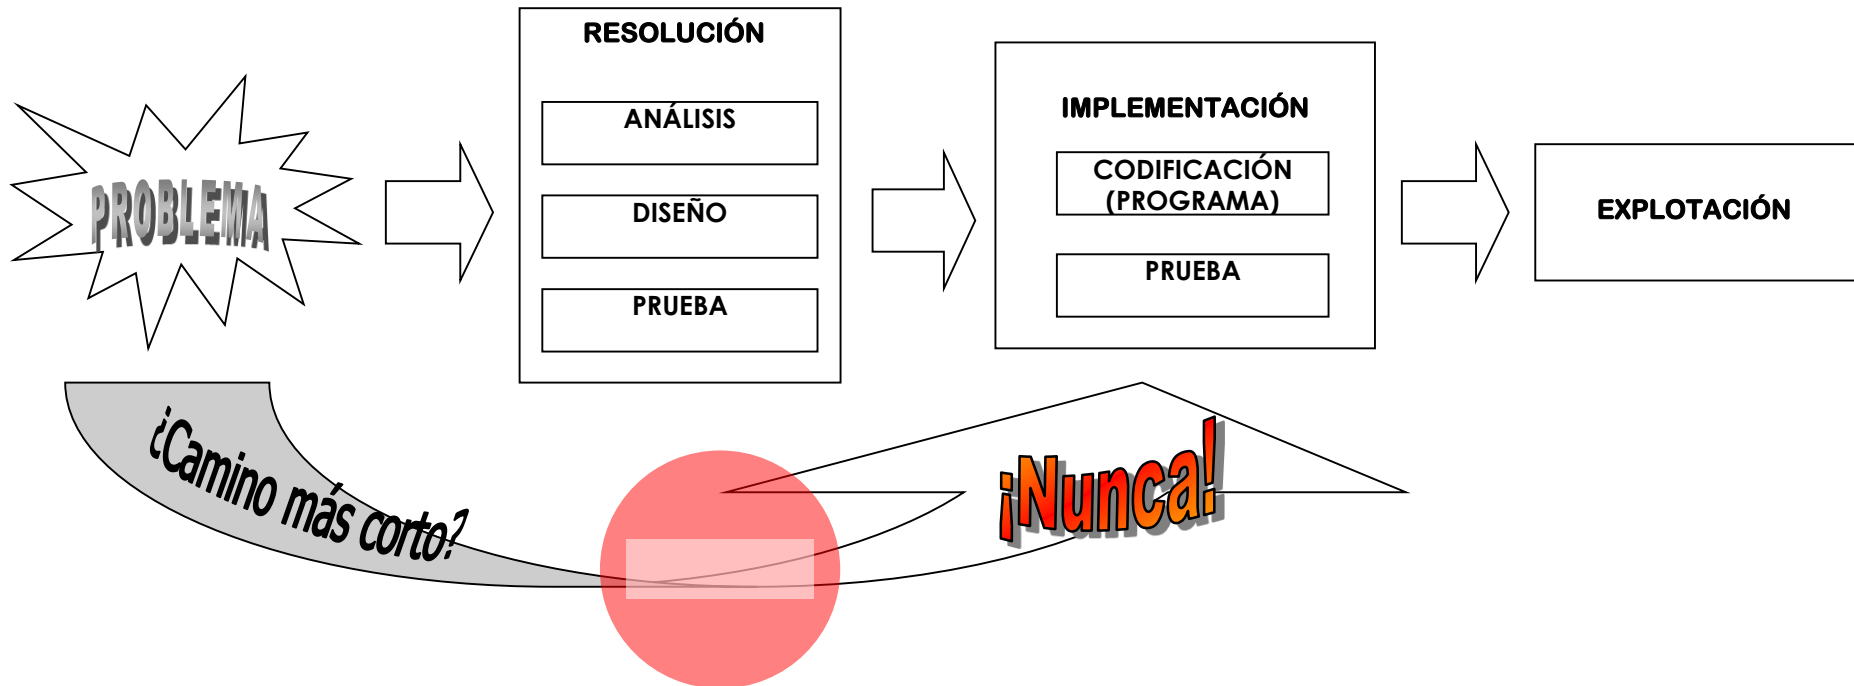 PROBLEMA
RESOLUCIÓN
ANÁLISIS
DISEÑO
PRUEBA
IMPLEMENTACIÓN
CODIFICACIÓN
(PROGRAMA)
PRUEBA
EXPLOTACIÓN
¿Camino más corto?
¡Nunca!